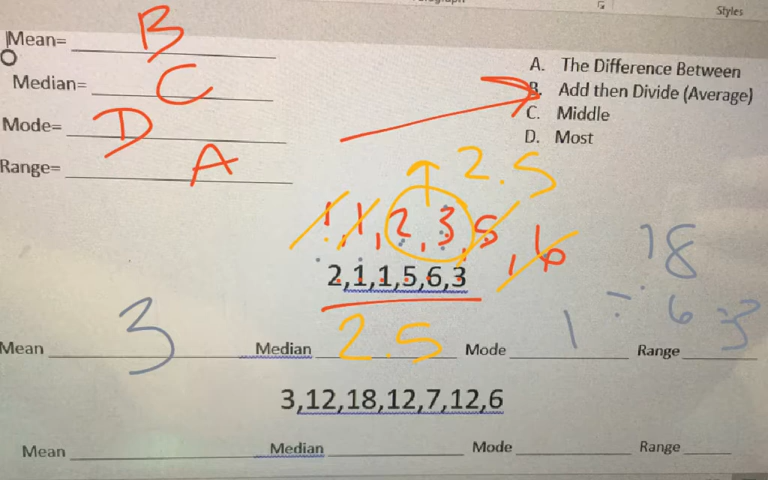 Styles
Mean= B
Median= C
Mode= D
Range= A
A. The Difference Between
B. Add then Divide (Average)
C. Middle
D. Most
2.5
1,1,2,3,5,6
18
÷ 6 = 3
2,1,1,5,6,3
Mean 3 Median 2.5 Mode 1 Range
3,12,18,12,7,12,6
Mean Median Mode Range